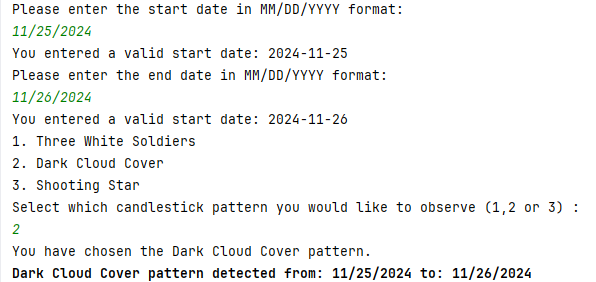 Please enter the start date in MM/DD/YYYY format:
11/25/2024
You entered a valid start date: 2024-11-25
Please enter the end date in MM/DD/YYYY format:
11/26/2024
You entered a valid start date: 2024-11-26
1. Three White Soldiers
2. Dark Cloud Cover
3. Shooting Star
Select which candlestick pattern you would like to observe (1,2 or 3) :
2
You have chosen the Dark Cloud Cover pattern.
Dark Cloud Cover pattern detected from: 11/25/2024 to: 11/26/2024